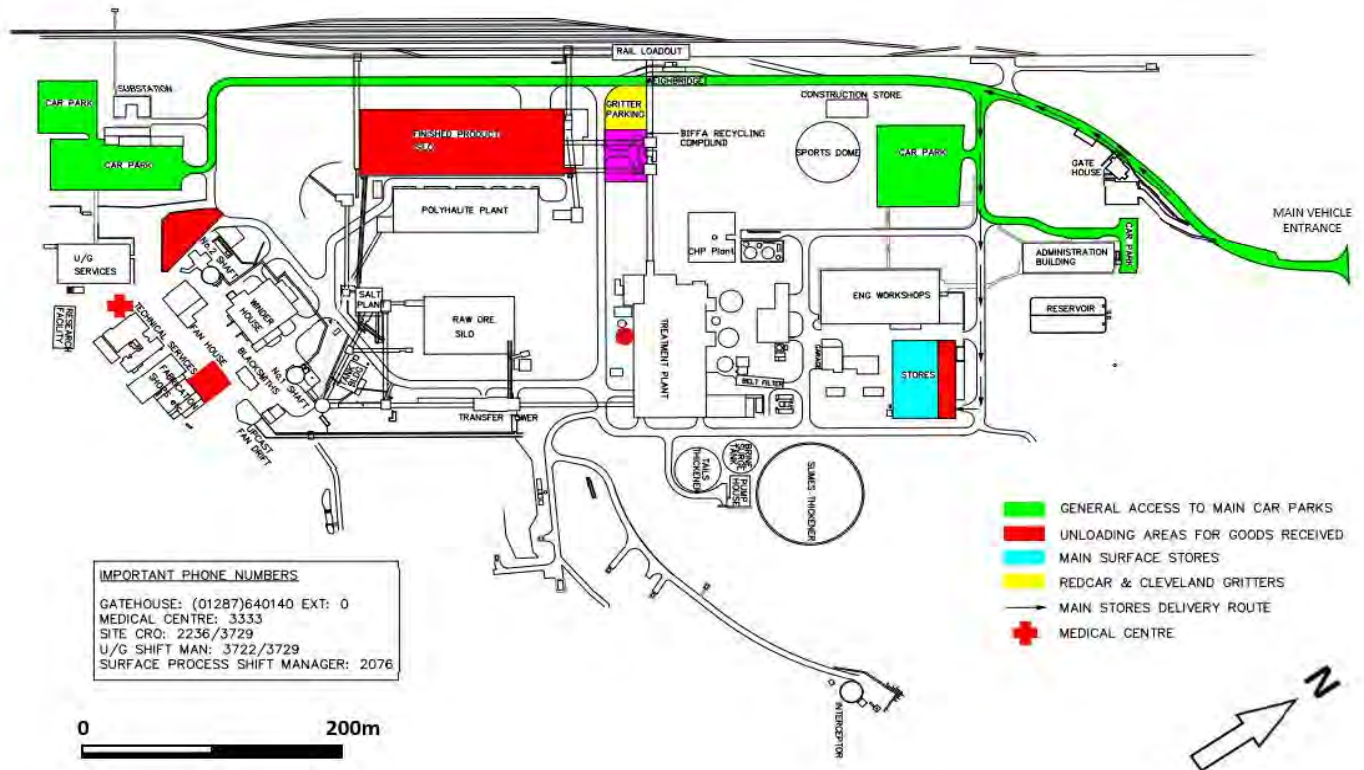 RAIL LOADOUT
WEIGHBRIDGE
CAR PARK
SUBSTATION
CAR PARK
FINISHED PRODUCT
SILO
GRITTER
PARKING
BIFFA RECYCLING
COMPOUND
CONSTRUCTION STORE
SPORTS DOME
CAR PARK
GATE
HOUSE
MAIN VEHICLE
ENTRANCE
POLYHALITE PLANT
CHP Plant
CAR PARK
ADMINISTRATION
BUILDING
U/G
SERVICES
No.2 SHAFT
WINDER
HOUSE
SALT
PLANT
RAW ORE
SILO
TREATMENT PLANT
ENG WORKSHOPS
RESERVOIR
RESEARCH
FACILITY
TECHNICAL SERVICES
FAN HOUSE
BLACKSMITHS
No.1 SHAFT
FABRICATION
SHOPS
UPCAST
FAN DRIFT
TRANSFER TOWER
BELT FILTER
GARAGE
STORES
TAILS
THICKENER
BRINE
TANK
PUMP
HOUSE
SLIMES THICKENER
INTERCEPTOR
GENERAL ACCESS TO MAIN CAR PARKS
UNLOADING AREAS FOR GOODS RECEIVED
MAIN SURFACE STORES
REDCAR & CLEVELAND GRITTERS
MAIN STORES DELIVERY ROUTE
MEDICAL CENTRE
IMPORTANT PHONE NUMBERS
GATEHOUSE: (01287)640140 EXT: 0
MEDICAL CENTRE: 3333
SITE CRO: 2236/3729
U/G SHIFT MAN: 3722/3729
SURFACE PROCESS SHIFT MANAGER: 2076
0 200m
N